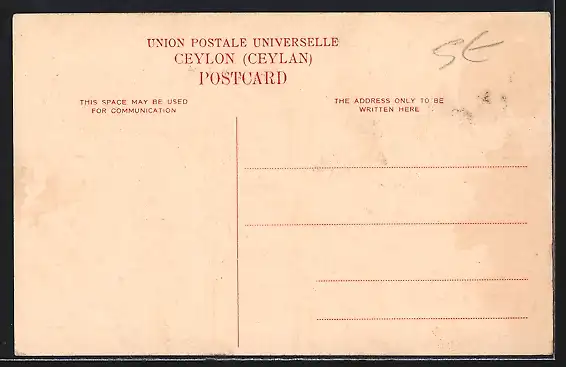 UNION POSTALE UNIVERSELLE
CEYLON (CEYLAN)
POSTCARD
THIS SPACE MAY BE USED
FOR COMMUNICATION
THE ADDRESS ONLY TO BE
WRITTEN HERE